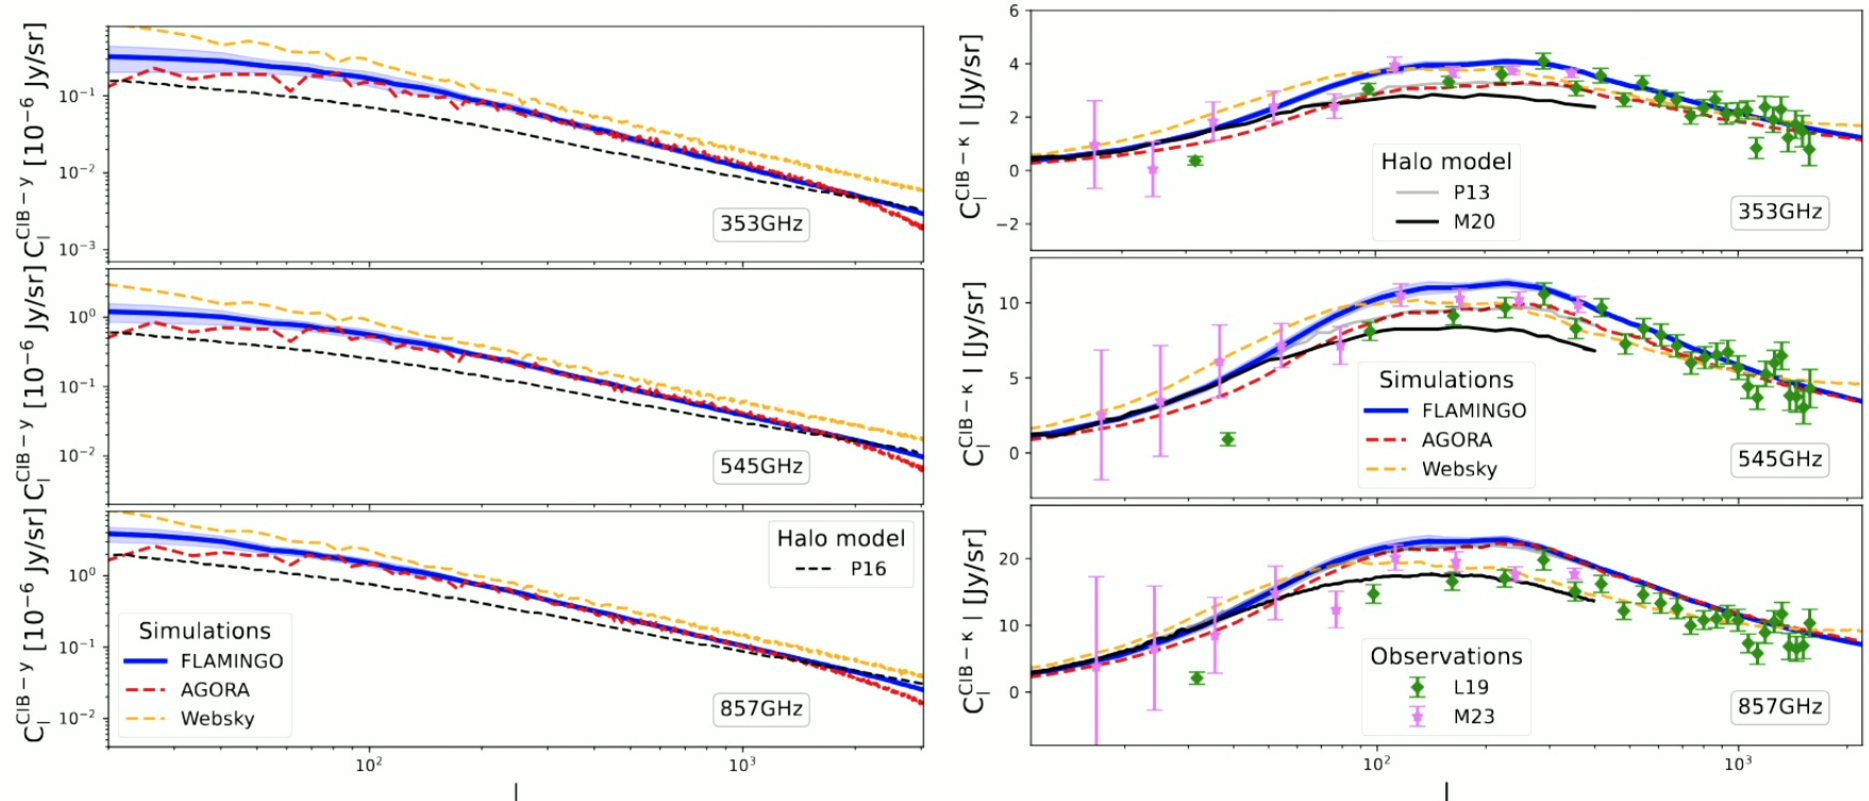 C_l^{CIB−y} [10^{−6} Jy/sr]
10^{−1}
10^{−2}
10^{−3}
353GHz
C_l^{CIB−y} [10^{−6} Jy/sr]
10^{0}
10^{−1}
10^{−2}
545GHz
C_l^{CIB−y} [10^{−6} Jy/sr]
10^{0}
10^{−1}
10^{−2}
Halo model
P16
Simulations
FLAMINGO
AGORA
Websky
857GHz
10^{2}
10^{3}
l
C_l^{CIB−κ} | [Jy/sr]
6
4
2
0
−2
Halo model
P13
M20
353GHz
C_l^{CIB−κ} | [Jy/sr]
10
5
0
Simulations
FLAMINGO
AGORA
Websky
545GHz
C_l^{CIB−κ} | [Jy/sr]
20
10
0
Observations
L19
M23
857GHz
10^{2}
10^{3}
l